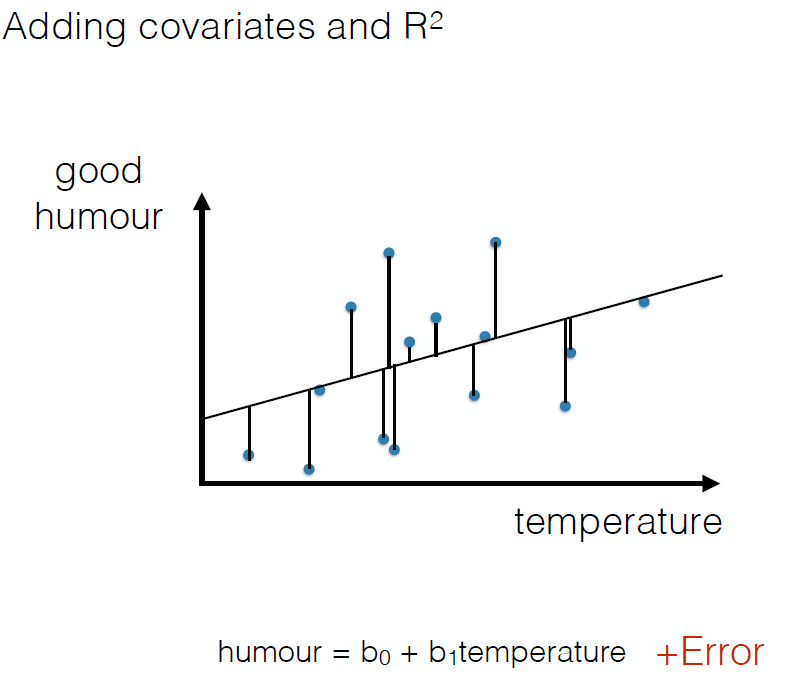 Adding covariates and R²
good
humour
temperature
humour = b₀ + b₁temperature +Error